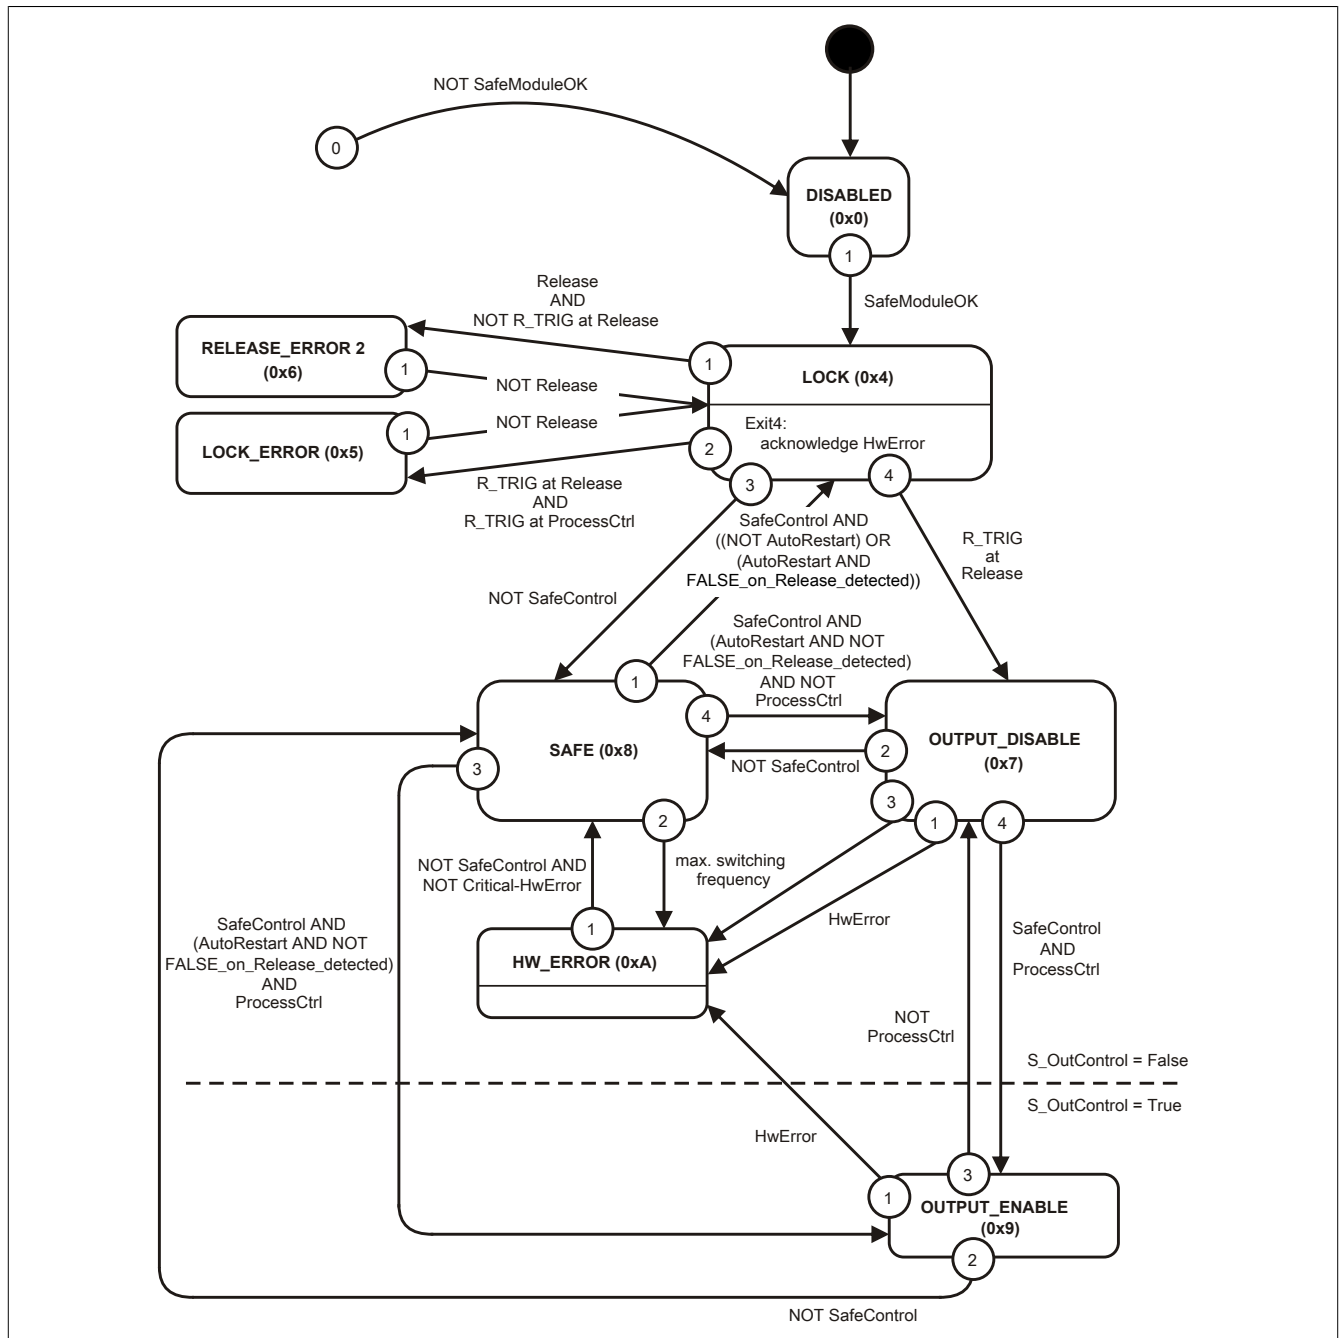 NOT SafeModuleOK
0
DISABLED
(0x0)
1
SafeModuleOK
Release
AND
NOT R_TRIG at Release
RELEASE_ERROR 2
(0x6)
1
NOT Release
1
LOCK (0x4)
LOCK_ERROR (0x5)
1
NOT Release
2
Exit4:
acknowledge HwError
3
4
R_TRIG at Release
AND
R_TRIG at ProcessCtrl
SafeControl AND
((NOT AutoRestart) OR
(AutoRestart AND
FALSE_on_Release_detected))
R_TRIG
at
Release
NOT SafeControl
SafeControl AND
(AutoRestart AND NOT
FALSE_on_Release_detected)
AND NOT
ProcessCtrl
1
4
SAFE (0x8)
3
2
OUTPUT_DISABLE
(0x7)
2
NOT SafeControl
3
1
4
NOT SafeControl AND
NOT Critical-HwError
max. switching
frequency
HwError
1
HW_ERROR (0xA)
SafeControl AND
(AutoRestart AND NOT
FALSE_on_Release_detected)
AND
ProcessCtrl
SafeControl
AND
ProcessCtrl
NOT
ProcessCtrl
S_OutControl = False
S_OutControl = True
HwError
3
1
OUTPUT_ENABLE
(0x9)
2
NOT SafeControl